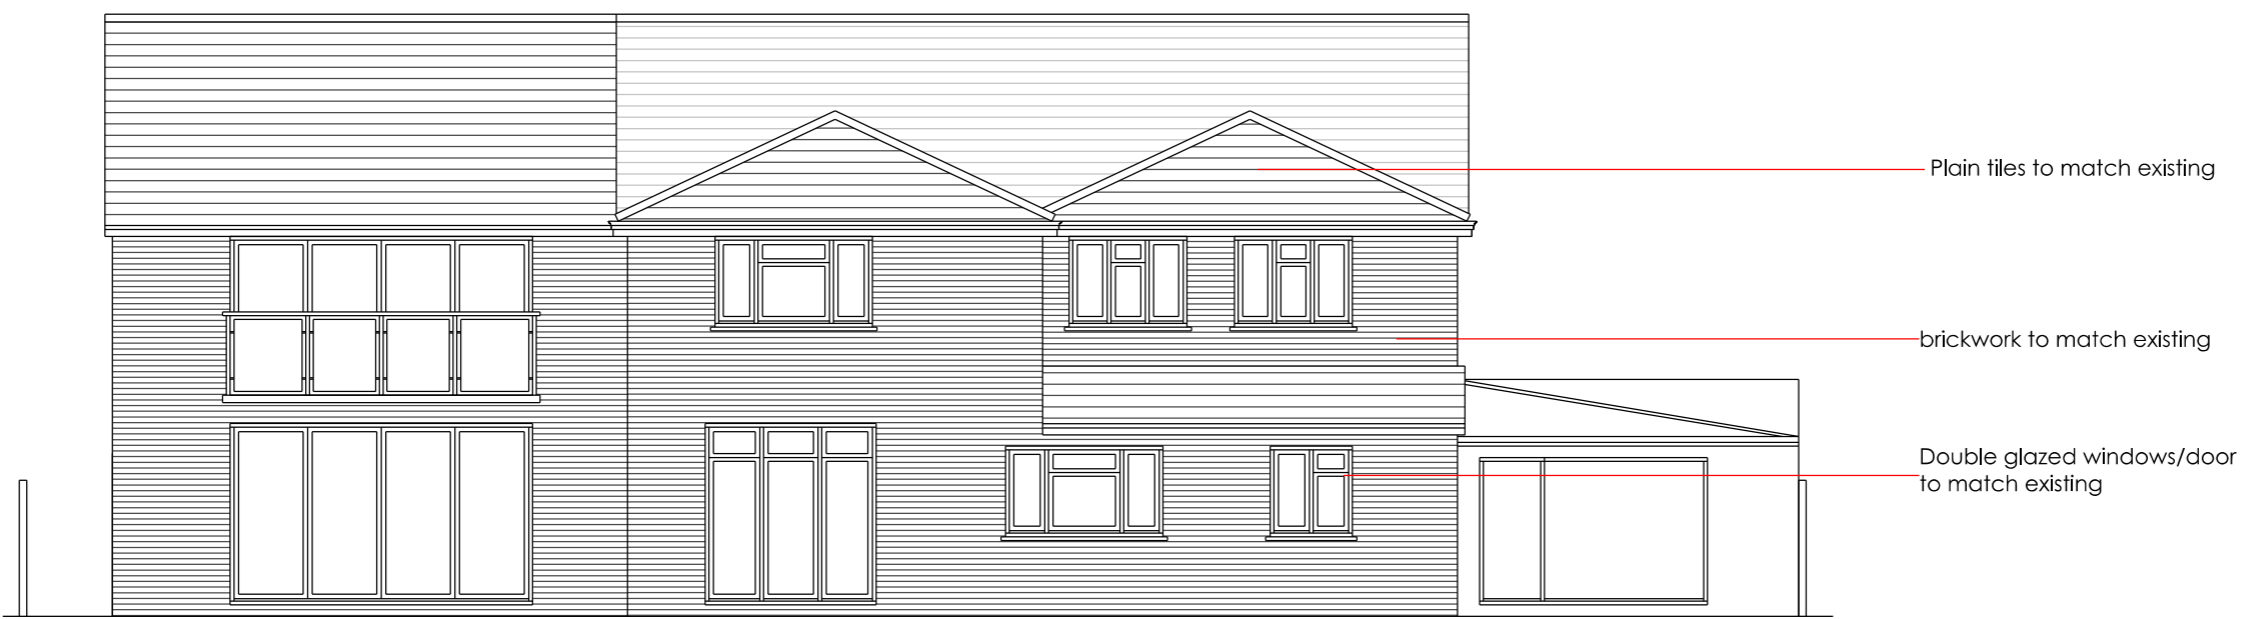 Plain tiles to match existing
brickwork to match existing
Double glazed windows/door
to match existing